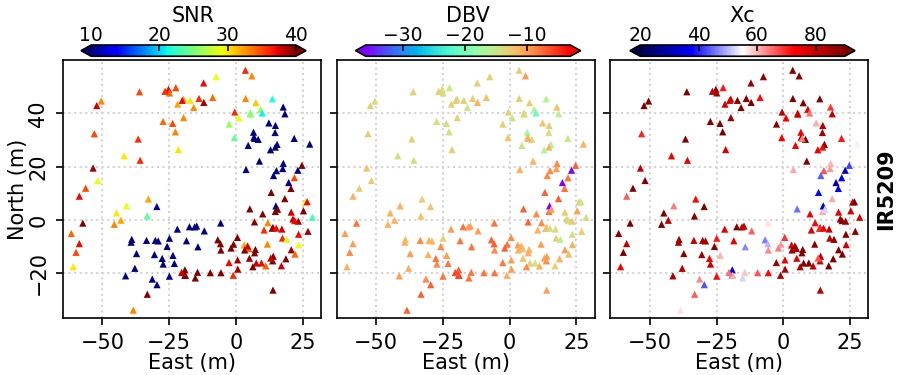 SNR DBV Xc
10 20 30 40 −30 −20 −10 20 40 60 80
North (m)
40
20
0
−20
−50 −25 0 25 −50 −25 0 25 −50 −25 0 25
East (m) East (m) East (m)
IR5209